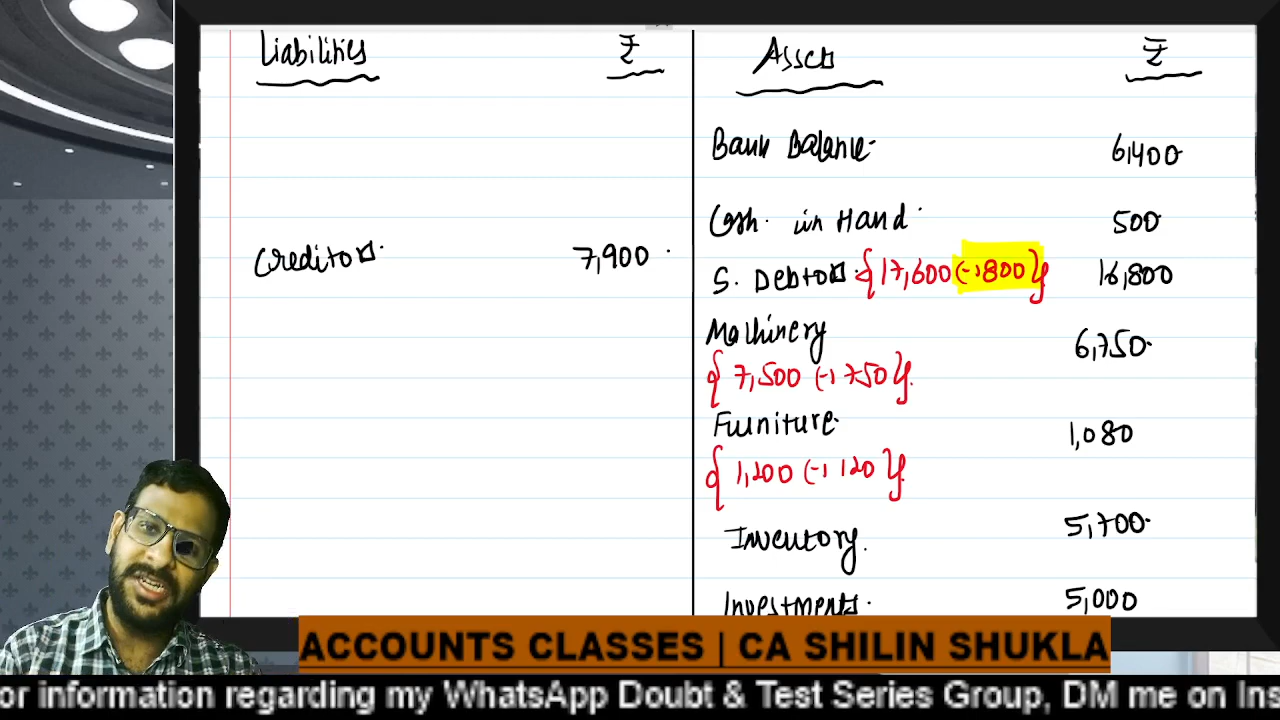 Liabilities ₹ Assets ₹
Bank Balance 6,400
Cash in Hand 500
Creditors 7,900 S. Debtors {17,600 (-) 800} 16,800
Machinery 6,750
{7,500 (-) 750}
Furniture 1,080
{1,200 (-) 120}
Inventory 5,700
Investments 5,000
ACCOUNTS CLASSES | CA SHILIN SHUKLA
or information regarding my WhatsApp Doubt & Test Series Group, DM me on Ins